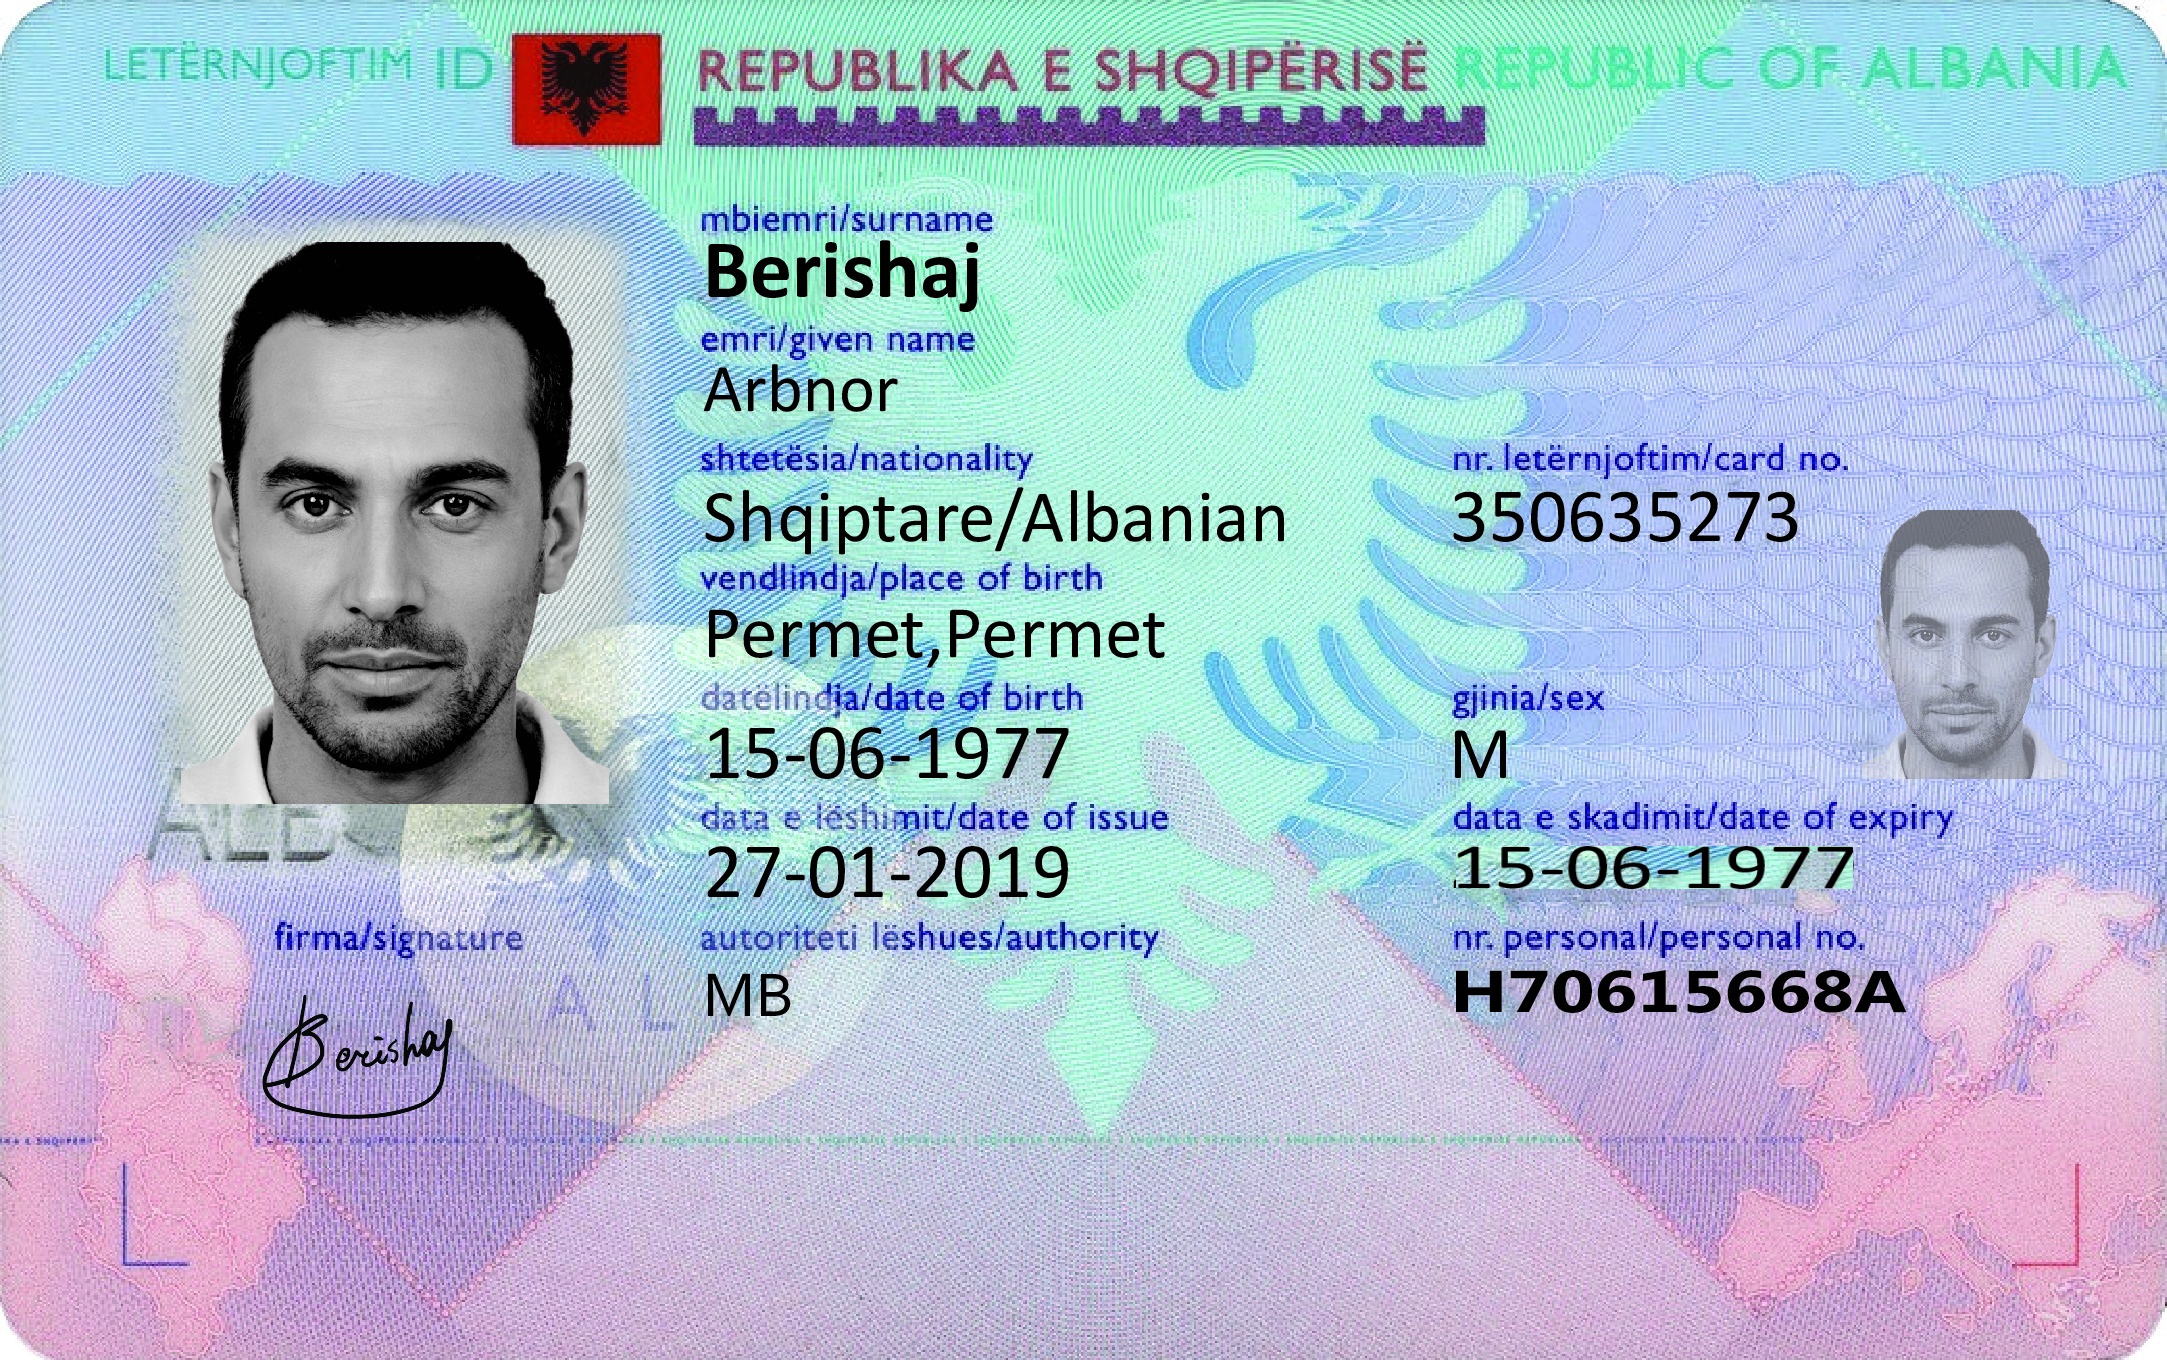 LETËRNJOFTIM ID REPUBLIKA E SHQIPËRISË REPUBLIC OF ALBANIA
mbiemri/surname
Berishaj
emri/given name
Arbnor
shtetësia/nationality nr. letërnjoftim/card no.
Shqiptare/Albanian 350635273
vendlindja/place of birth
Permet,Permet
datëlindja/date of birth gjinia/sex
15-06-1977 M
data e lëshimit/date of issue data e skadimit/date of expiry
27-01-2019 15-06-1977
firma/signature autoriteti lëshues/authority nr. personal/personal no.
MB H70615668A
Berishaj
A L